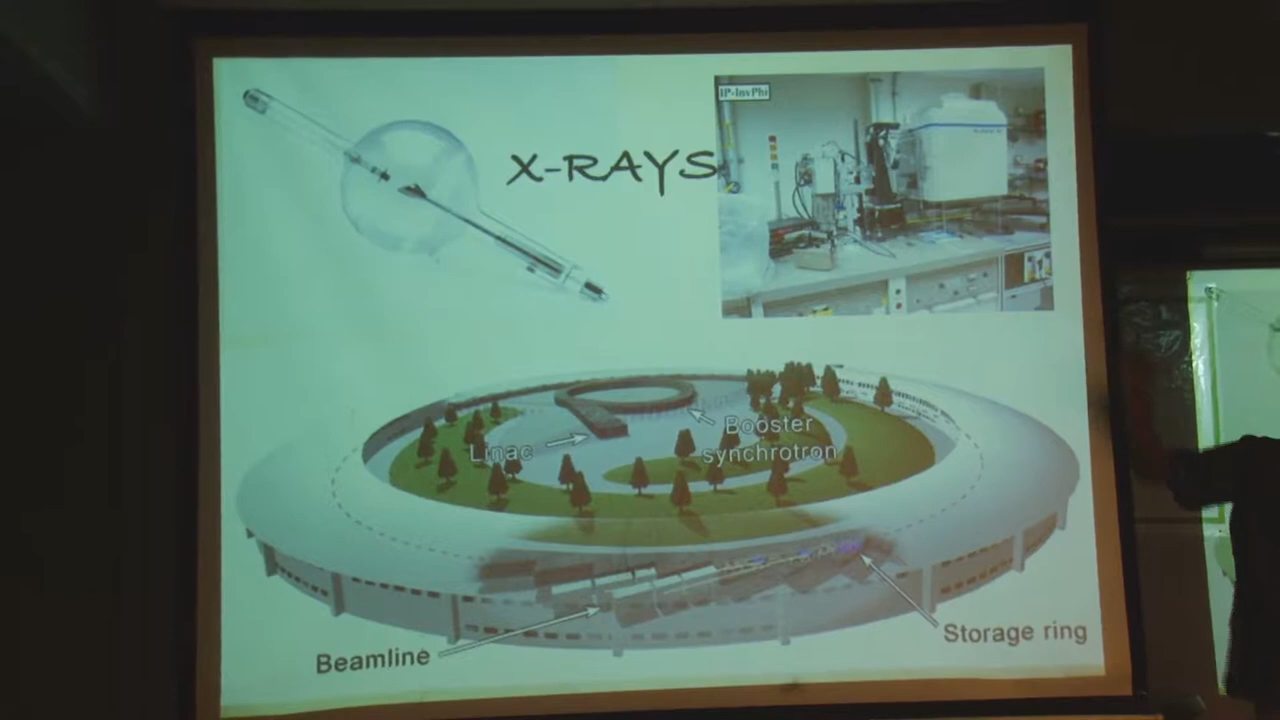 IP-InvPhi
X-RAYS
Linac
Booster
synchrotron
Storage ring
Beamline